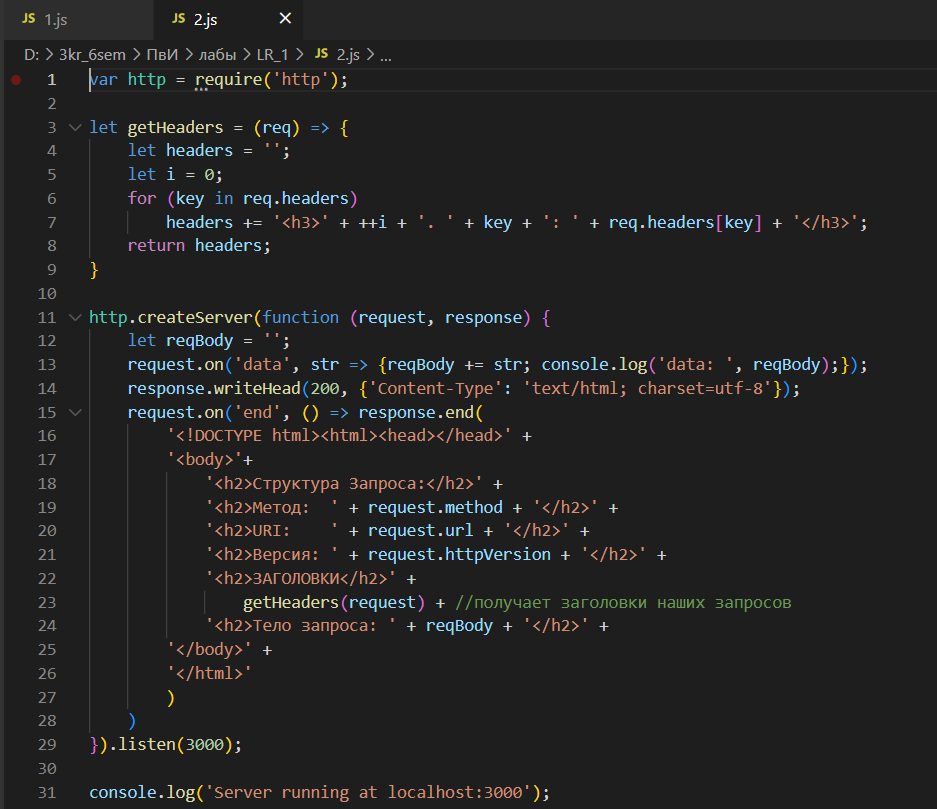 JS 1.js JS 2.js ×
D: > 3kr_6sem > ПвИ > лабы > LR_1 > JS 2.js > ...
1 var http = require('http');
2
3 let getHeaders = (req) => {
4 let headers = '';
5 let i = 0;
6 for (key in req.headers)
7 headers += '<h3>' + ++i + '. ' + key + ': ' + req.headers[key] + '</h3>';
8 return headers;
9 }
10
11 http.createServer(function (request, response) {
12 let reqBody = '';
13 request.on('data', str => {reqBody += str; console.log('data: ', reqBody);});
14 response.writeHead(200, {'Content-Type': 'text/html; charset=utf-8'});
15 request.on('end', () => response.end(
16 '<!DOCTYPE html><html><head></head>' +
17 '<body>'+
18 '<h2>Структура Запроса:</h2>' +
19 '<h2>Метод:  ' + request.method + '</h2>' +
20 '<h2>URI:    ' + request.url + '</h2>' +
21 '<h2>Версия: ' + request.httpVersion + '</h2>' +
22 '<h2>ЗАГОЛОВКИ</h2>' +
23 getHeaders(request) + //получает заголовки наших запросов
24 '<h2>Тело запроса: ' + reqBody + '</h2>' +
25 '</body>' +
26 '</html>'
27 )
28 )
29 }).listen(3000);
30
31 console.log('Server running at localhost:3000');